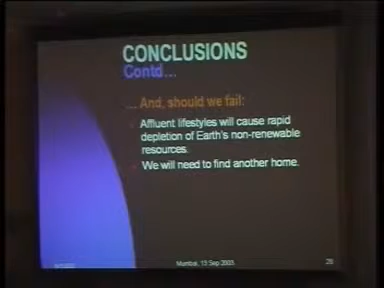 CONCLUSIONS
Contd...
... And, should we fail:
Affluent lifestyles will cause rapid
depletion of Earth's non-renewable
resources.
We will need to find another home.
Mumbai, 13 Sep 2003.
26